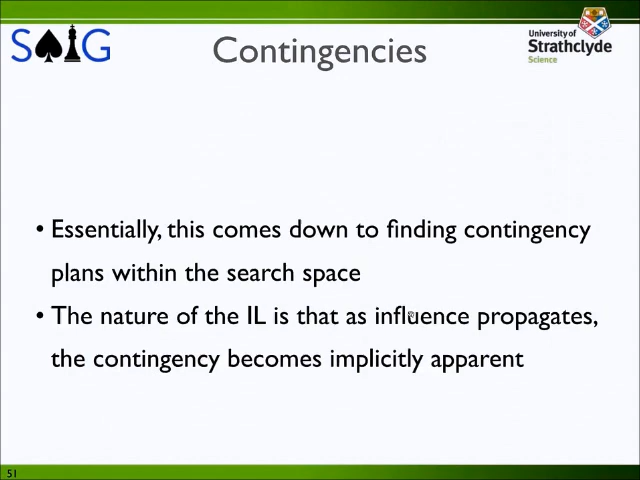 SAIG
Contingencies
University of
Strathclyde
Science
• Essentially, this comes down to finding contingency
plans within the search space
• The nature of the IL is that as influence propagates,
the contingency becomes implicitly apparent
51